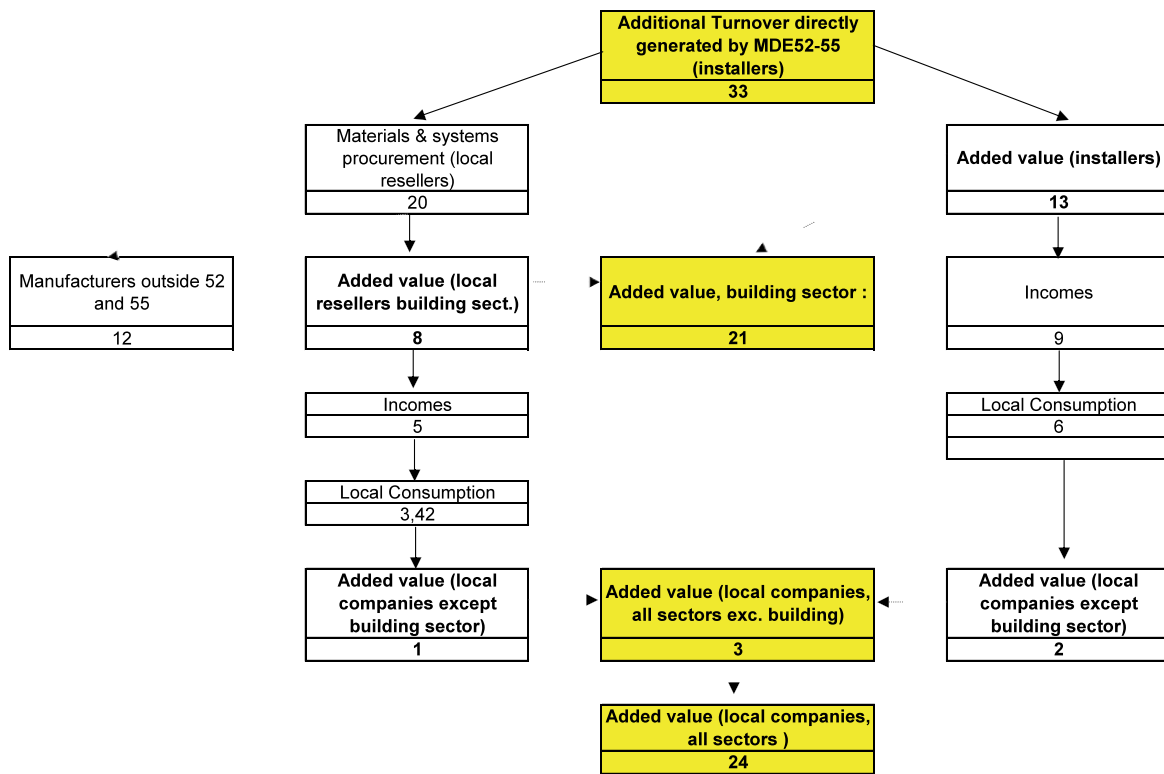 Additional Turnover directly
generated by MDE52-55
(installers)
33
Materials & systems
procurement (local
resellers)
20
Added value (installers)
13
Manufacturers outside 52
and 55
12
Added value (local
resellers building sect.)
8
Added value, building sector :
21
Incomes
9
Incomes
5
Local Consumption
6
Local Consumption
3,42
Added value (local
companies except
building sector)
1
Added value (local companies,
all sectors exc. building)
3
Added value (local
companies except
building sector)
2
Added value (local companies,
all sectors )
24